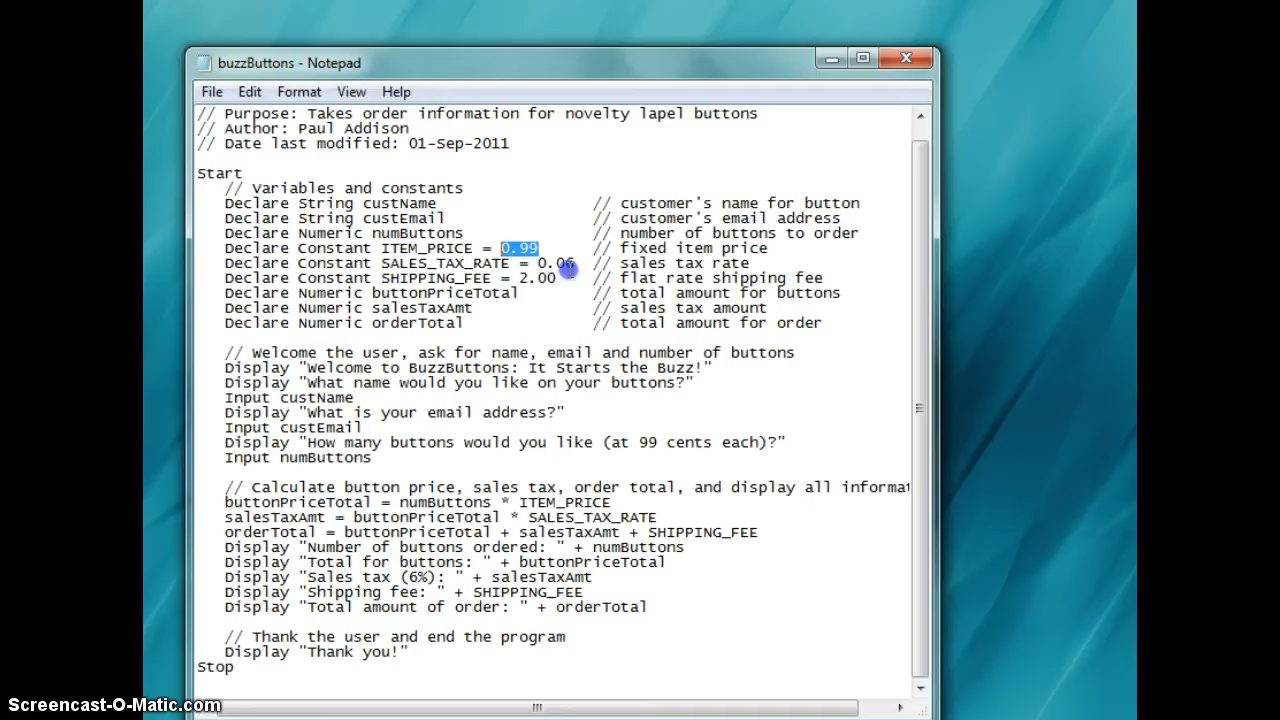 buzzButtons - Notepad
File Edit Format View Help
// Purpose: Takes order information for novelty lapel buttons
// Author: Paul Addison
// Date last modified: 01-Sep-2011
Start
// Variables and constants
Declare String custName // customer's name for button
Declare String custEmail // customer's email address
Declare Numeric numButtons // number of buttons to order
Declare Constant ITEM_PRICE = 0.99 // fixed item price
Declare Constant SALES_TAX_RATE = 0.06 // sales tax rate
Declare Constant SHIPPING_FEE = 2.00 // flat rate shipping fee
Declare Numeric buttonPriceTotal // total amount for buttons
Declare Numeric salesTaxAmt // sales tax amount
Declare Numeric orderTotal // total amount for order
// Welcome the user, ask for name, email and number of buttons
Display "Welcome to BuzzButtons: It Starts the Buzz!"
Display "What name would you like on your buttons?"
Input custName
Display "What is your email address?"
Input custEmail
Display "How many buttons would you like (at 99 cents each)?"
Input numButtons
// Calculate button price, sales tax, order total, and display all informat
buttonPriceTotal = numButtons * ITEM_PRICE
salesTaxAmt = buttonPriceTotal * SALES_TAX_RATE
orderTotal = buttonPriceTotal + salesTaxAmt + SHIPPING_FEE
Display "Number of buttons ordered: " + numButtons
Display "Total for buttons: " + buttonPriceTotal
Display "Sales tax (6%): " + salesTaxAmt
Display "Shipping fee: " + SHIPPING_FEE
Display "Total amount of order: " + orderTotal
// Thank the user and end the program
Display "Thank you!"
Stop
Screencast-O-Matic.com